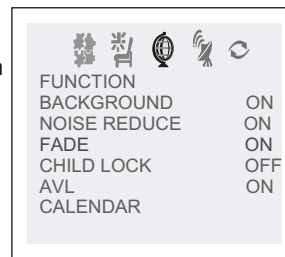 n
FUNCTION
BACKGROUND ON
NOISE REDUCE ON
FADE ON
CHILD LOCK OFF
AVL ON
CALENDAR